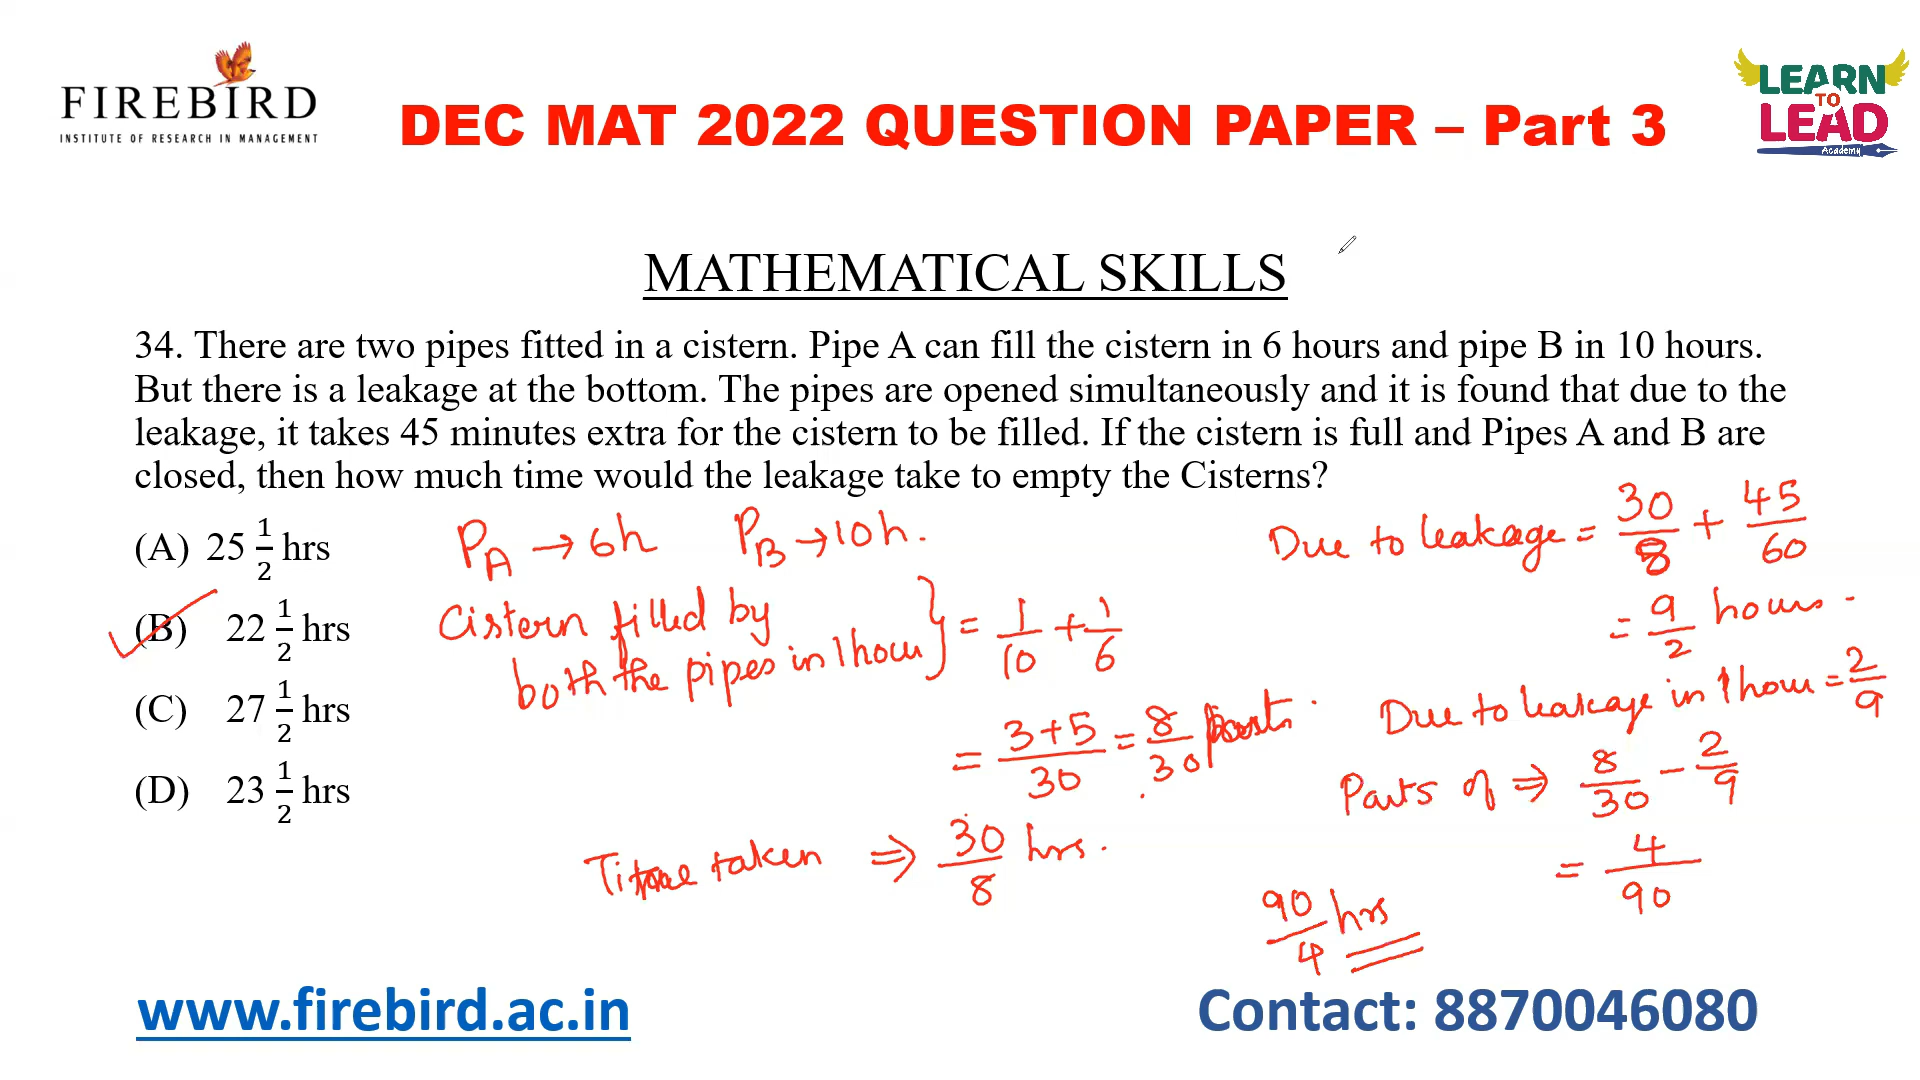 FIREBIRD
INSTITUTE OF RESEARCH IN MANAGEMENT
DEC MAT 2022 QUESTION PAPER – Part 3
LEARN
TO
LEAD
Academy
MATHEMATICAL SKILLS
34. There are two pipes fitted in a cistern. Pipe A can fill the cistern in 6 hours and pipe B in 10 hours.
But there is a leakage at the bottom. The pipes are opened simultaneously and it is found that due to the
leakage, it takes 45 minutes extra for the cistern to be filled. If the cistern is full and Pipes A and B are
closed, then how much time would the leakage take to empty the Cisterns?
(A) 25 1/2 hrs
(B) 22 1/2 hrs
(C) 27 1/2 hrs
(D) 23 1/2 hrs
P_A → 6h P_B → 10h.
Cistern filled by
both the pipes in 1 hour } = 1/10 + 1/6
= 3+5/30 = 8/30 parts.
Time taken ⇒ 30/8 hrs.
Due to leakage = 30/8 + 45/60
= 9/2 hours.
Due to leakage in 1 hour = 2/9
Parts of ⇒ 8/30 − 2/9
= 4/90
90/4 hrs
www.firebird.ac.in
Contact: 8870046080